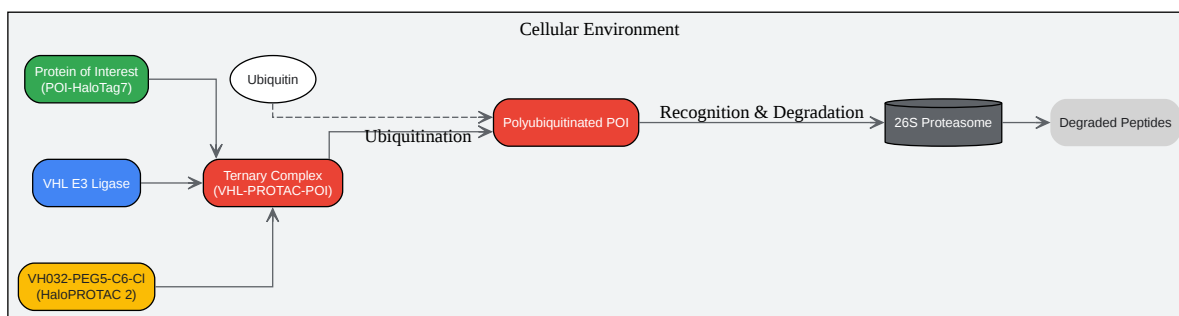 Cellular Environment
Protein of Interest
(POI-HaloTag7)
Ubiquitin
Polyubiquitinated POI
Recognition & Degradation
26S Proteasome
Degraded Peptides
Ubiquitination
VHL E3 Ligase
Ternary Complex
(VHL-PROTAC-POI)
VH032-PEG5-C6-Cl
(HaloPROTAC 2)